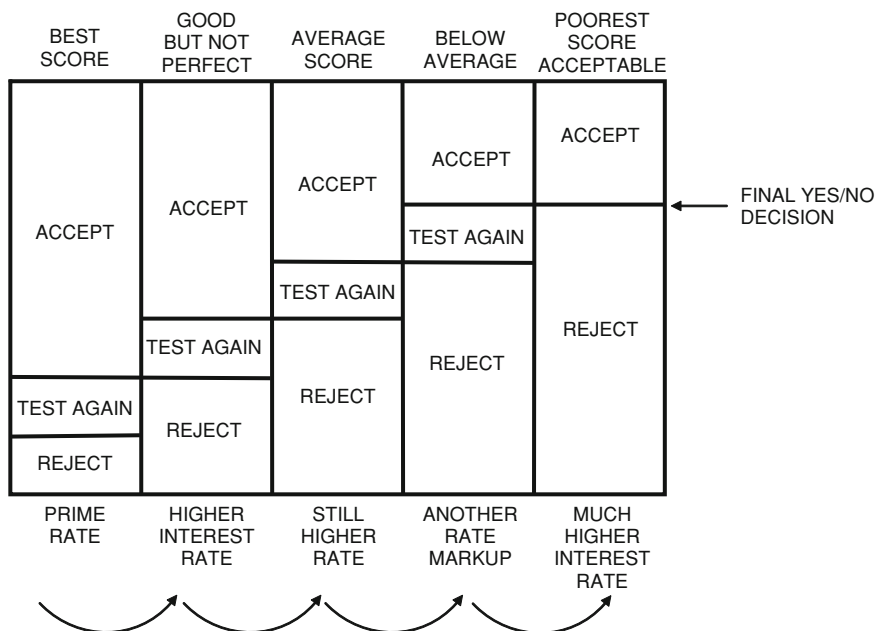 BEST
SCORE
GOOD
BUT NOT
PERFECT
AVERAGE
SCORE
BELOW
AVERAGE
POOREST
SCORE
ACCEPTABLE
ACCEPT
TEST AGAIN
REJECT
ACCEPT
TEST AGAIN
REJECT
ACCEPT
TEST AGAIN
REJECT
ACCEPT
TEST AGAIN
REJECT
ACCEPT
REJECT
FINAL YES/NO
DECISION
PRIME
RATE
HIGHER
INTEREST
RATE
STILL
HIGHER
RATE
ANOTHER
RATE
MARKUP
MUCH
HIGHER
INTEREST
RATE